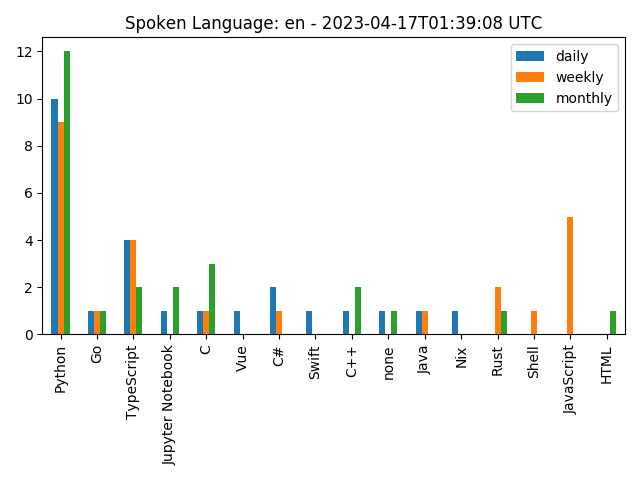 Spoken Language: en - 2023-04-17T01:39:08 UTC
daily
weekly
monthly
12
10
8
6
4
2
0
Python
Go
TypeScript
Jupyter Notebook
C
Vue
C#
Swift
C++
none
Java
Nix
Rust
Shell
JavaScript
HTML